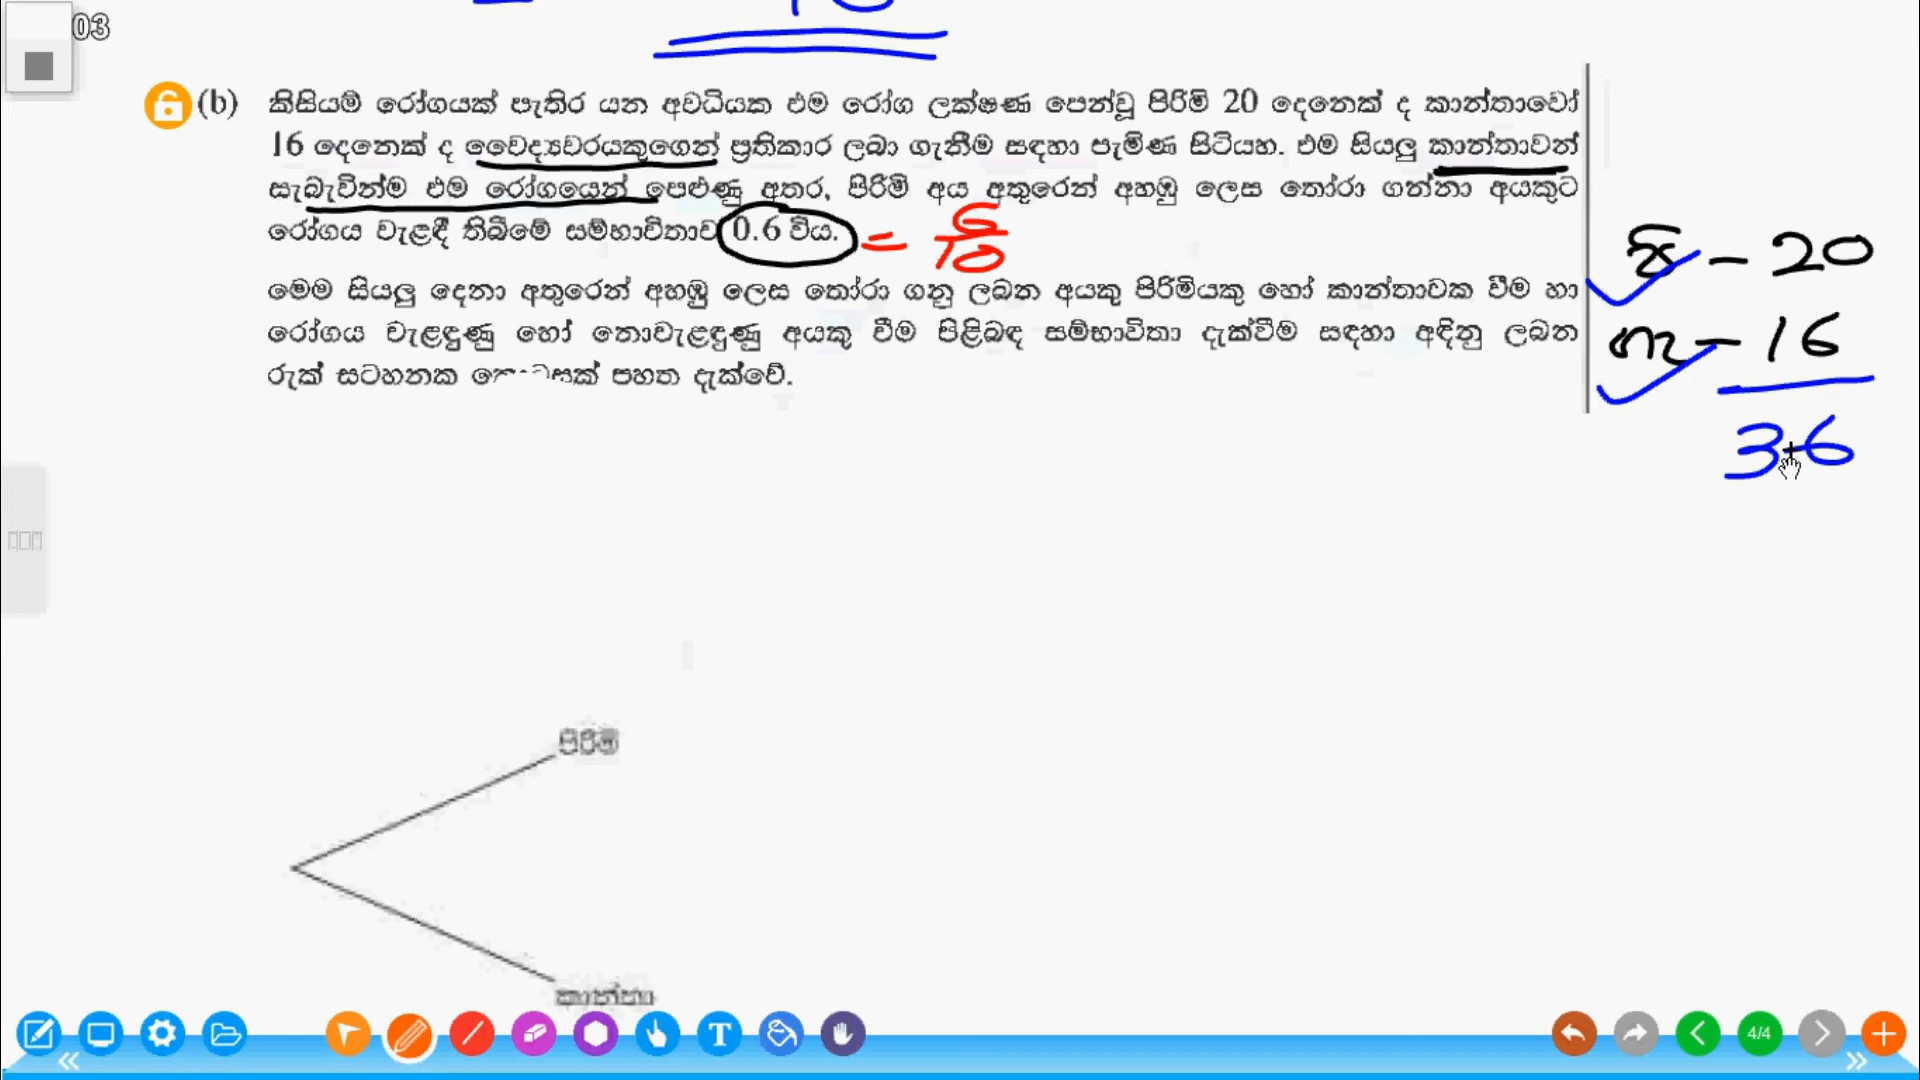 03
(b) කිසියම් රෝගයක් පැතිර යන අවධියක එම රෝග ලක්ෂණ පෙන්වූ පිරිමි 20 දෙනෙක් ද කාන්තාවෝ
16 දෙනෙක් ද වෛද්‍යවරයකුගෙන් ප්‍රතිකාර ලබා ගැනීම සඳහා පැමිණ සිටියහ. එම සියලු කාන්තාවන්
සැබැවින්ම එම රෝගයෙන් පෙළුණු අතර, පිරිමි අය අතුරෙන් අහඹු ලෙස තෝරා ගන්නා අයකුට
රෝගය වැළඳී තිබීමේ සම්භාවිතාව 0.6 විය. = 6/10
මෙම සියලු දෙනා අතුරෙන් අහඹු ලෙස තෝරා ගනු ලබන අයකු පිරිමියකු හෝ කාන්තාවක වීම හා
රෝගය වැළඳුණු හෝ නොවැළඳුණු අයකු වීම පිළිබඳ සම්භාවිතා දැක්වීම සඳහා අඳිනු ලබන
රුක් සටහනක පහත දැක්වේ.
පි - 20
ගැ - 16
36
පිරිමි
කාන්තා
T
4/4